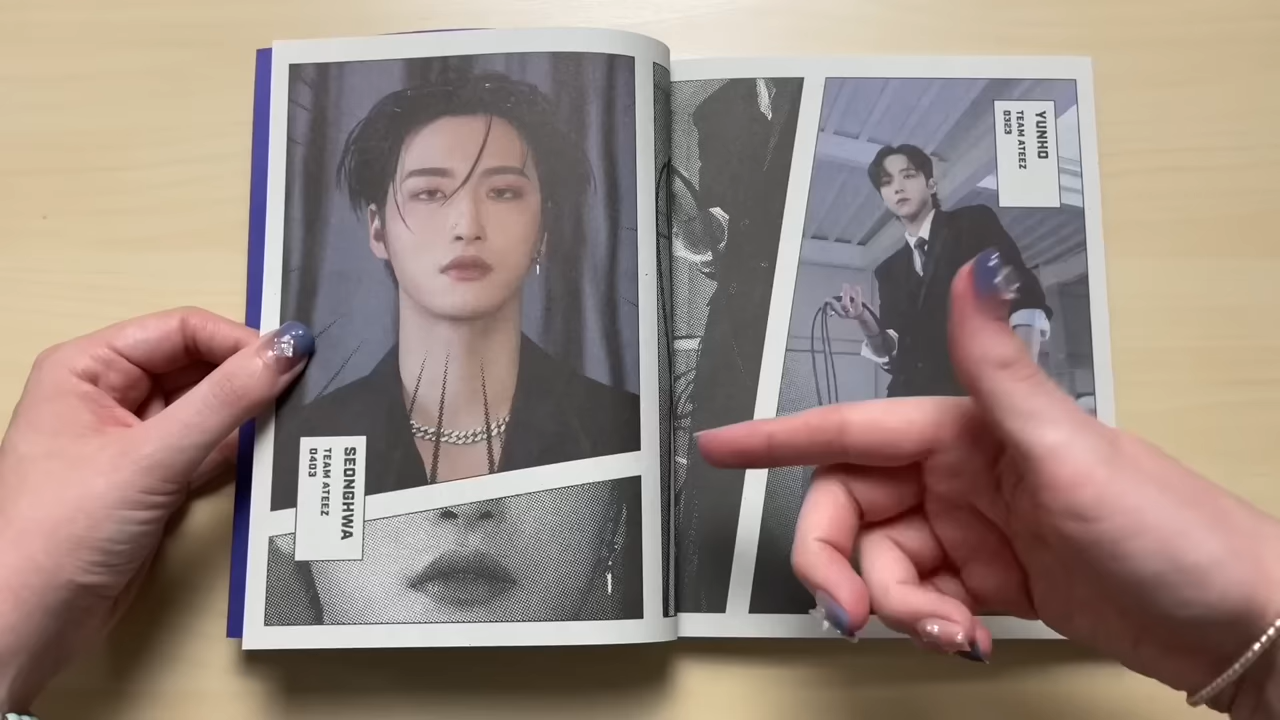 SEONGHWA
TEAM ATEEZ
0403
YUNHO
TEAM ATEEZ
0323